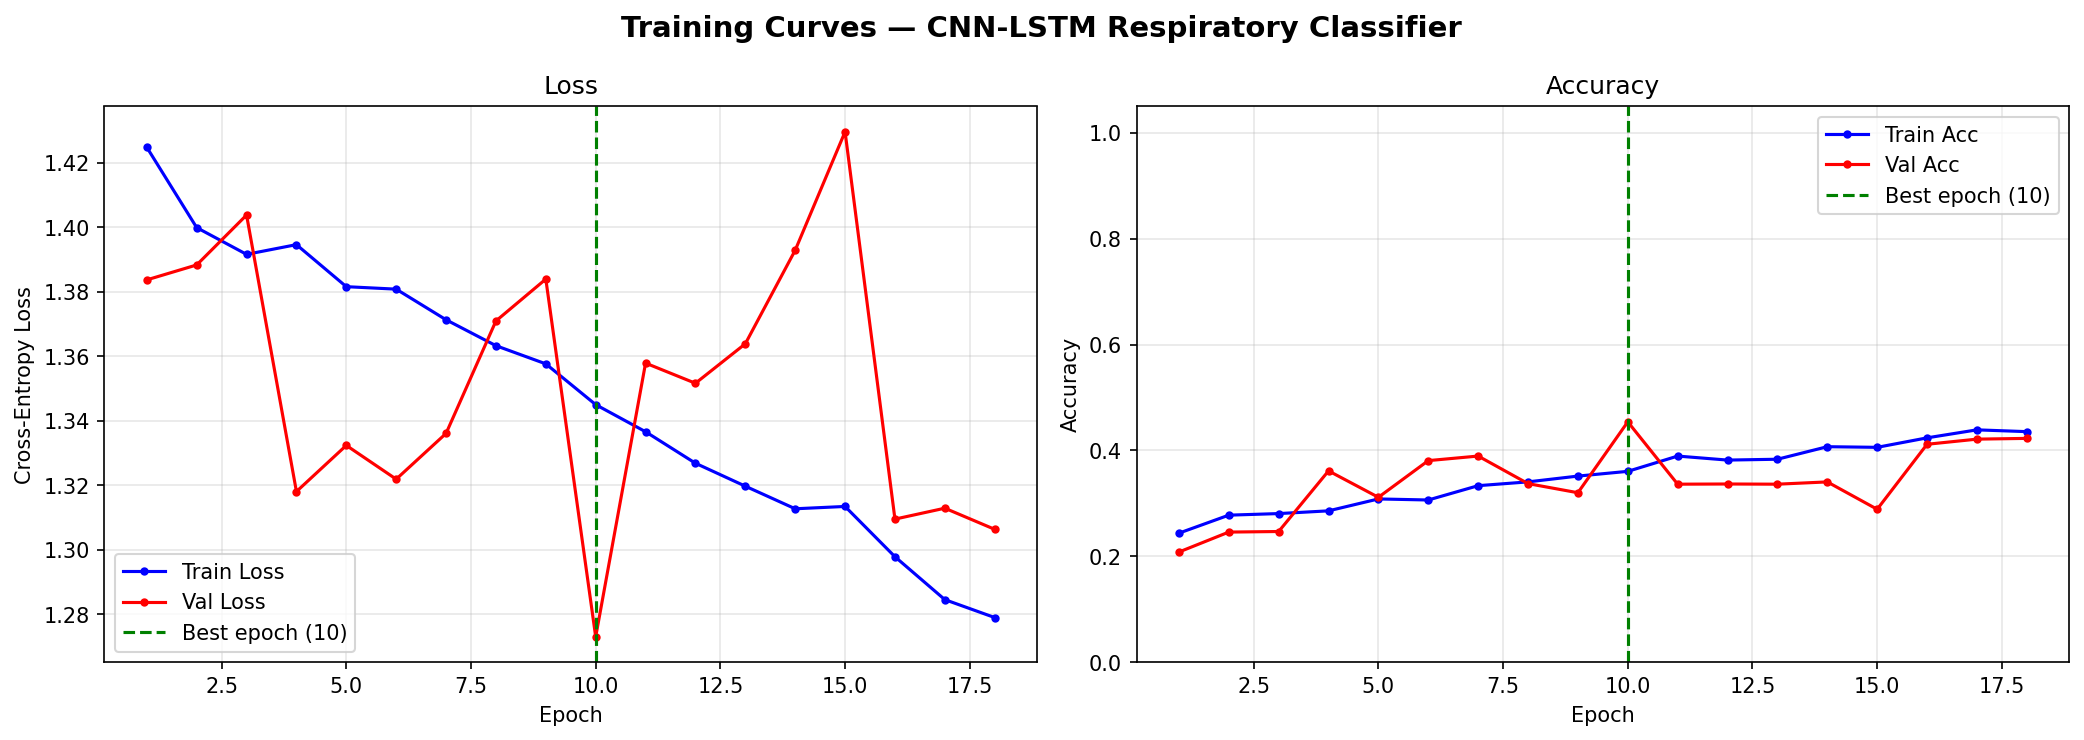 Training Curves — CNN-LSTM Respiratory Classifier
Loss
Cross-Entropy Loss
1.42
1.40
1.38
1.36
1.34
1.32
1.30
1.28
Train Loss
Val Loss
Best epoch (10)
2.5 5.0 7.5 10.0 12.5 15.0 17.5
Epoch
Accuracy
Accuracy
1.0
0.8
0.6
0.4
0.2
0.0
Train Acc
Val Acc
Best epoch (10)
2.5 5.0 7.5 10.0 12.5 15.0 17.5
Epoch